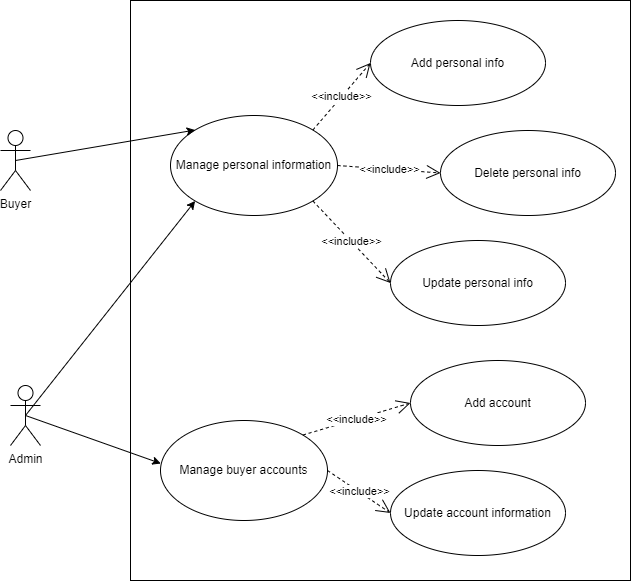 Add personal info
<<include>>
Manage personal information
<<include>>
Delete personal info
Buyer
<<include>>
Update personal info
Add account
<<include>>
Admin
Manage buyer accounts
<<include>>
Update account information